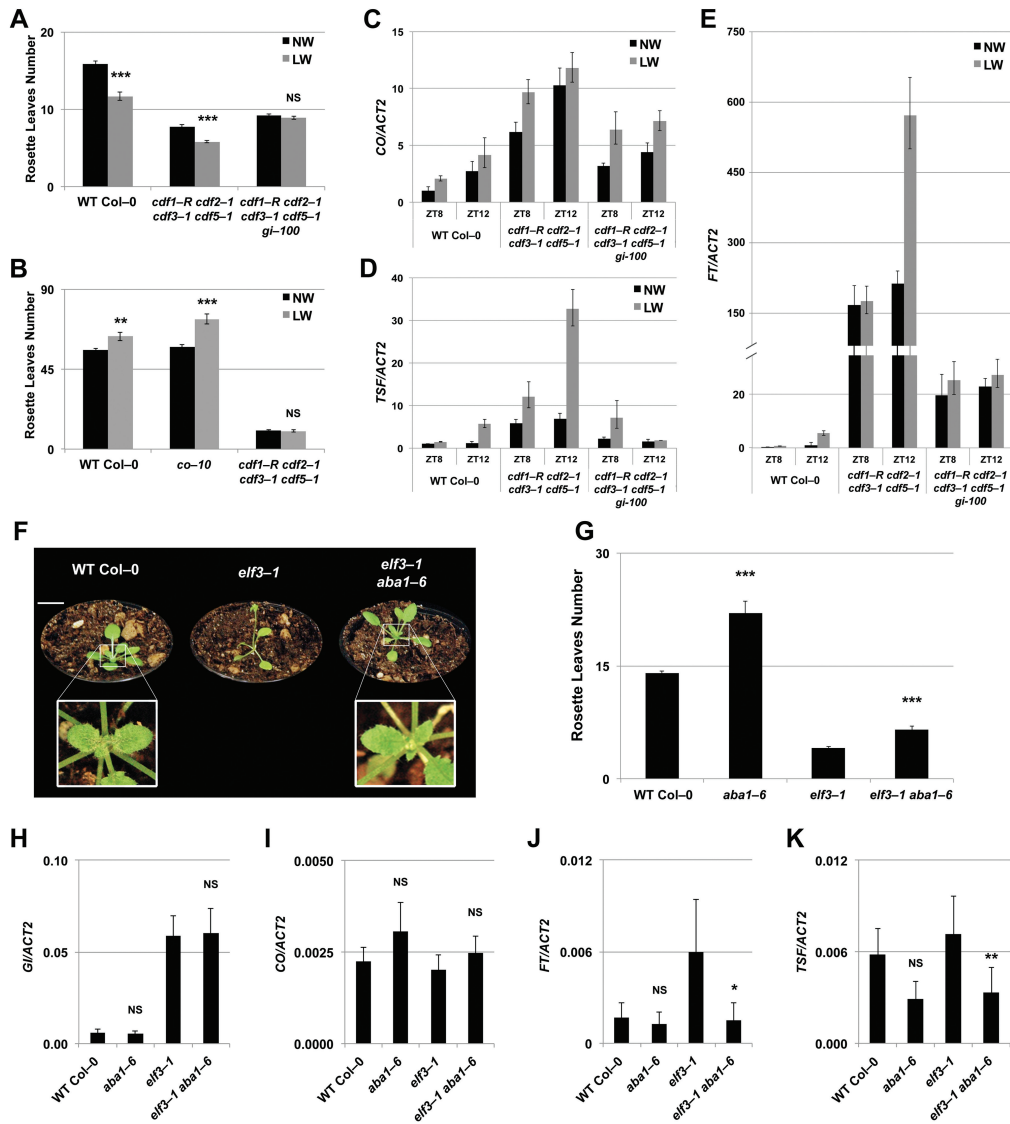 A
20
10
0
Rosette Leaves Number
NW
LW
***
***
NS
WT Col–0
cdf1–R cdf2–1
cdf3–1 cdf5–1
cdf1–R cdf2–1
cdf3–1 cdf5–1
gi–100
B
90
45
0
Rosette Leaves Number
NW
LW
**
***
NS
WT Col–0
co–10
cdf1–R cdf2–1
cdf3–1 cdf5–1
C
15
10
5
0
CO/ACT2
NW
LW
ZT8
ZT12
ZT8
ZT12
ZT8
ZT12
WT Col–0
cdf1–R cdf2–1
cdf3–1 cdf5–1
cdf1–R cdf2–1
cdf3–1 cdf5–1
gi-100
D
40
30
20
10
0
TSF/ACT2
NW
LW
ZT8
ZT12
ZT8
ZT12
ZT8
ZT12
WT Col–0
cdf1–R cdf2–1
cdf3–1 cdf5–1
cdf1–R cdf2–1
cdf3–1 cdf5–1
gi-100
E
750
600
450
300
150
20
0
FT/ACT2
NW
LW
ZT8
ZT12
ZT8
ZT12
ZT8
ZT12
WT Col–0
cdf1–R cdf2–1
cdf3–1 cdf5–1
cdf1–R cdf2–1
cdf3–1 cdf5–1
gi-100
F
WT Col–0
elf3–1
elf3–1
aba1–6
G
30
15
0
Rosette Leaves Number
***
***
WT Col–0
aba1–6
elf3–1
elf3–1 aba1–6
H
0.10
0.05
0.00
GI/ACT2
NS
NS
WT Col–0
aba1–6
elf3–1
elf3–1 aba1–6
I
0.0050
0.0025
0.0000
CO/ACT2
NS
NS
WT Col–0
aba1–6
elf3–1
elf3–1 aba1–6
J
0.012
0.006
0
FT/ACT2
NS
*
WT Col–0
aba1–6
elf3–1
elf3–1 aba1–6
K
0.012
0.006
0.000
TSF/ACT2
NS
**
WT Col–0
aba1–6
elf3–1
elf3–1 aba1–6